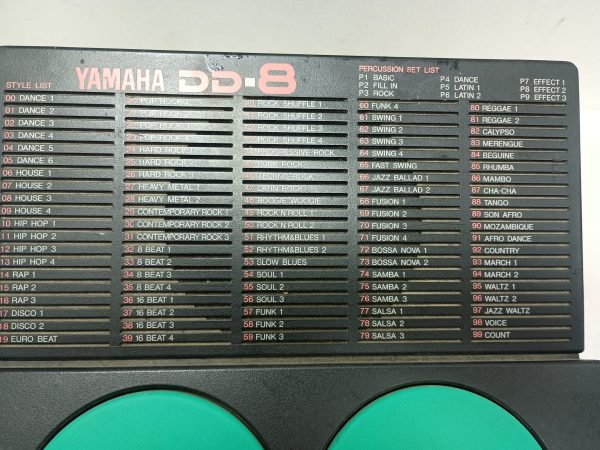 YAMAHA DD-8
STYLE LIST
00 DANCE 1
01 DANCE 2
02 DANCE 3
03 DANCE 4
04 DANCE 5
05 DANCE 6
06 HOUSE 1
07 HOUSE 2
08 HOUSE 3
09 HOUSE 4
10 HIP HOP 1
11 HIP HOP 2
12 HIP HOP 3
13 HIP HOP 4
14 RAP 1
15 RAP 2
16 RAP 3
17 DISCO 1
18 DISCO 2
19 EURO BEAT
POP ROCK
24 HARD ROCK 1
25 HARD ROCK 2
26 HARD ROCK 3
27 HEAVY METAL 1
28 HEAVY METAL 2
29 CONTEMPORARY ROCK 1
30 CONTEMPORARY ROCK 2
31 CONTEMPORARY ROCK 3
32 8 BEAT 1
33 8 BEAT 2
34 8 BEAT 3
35 8 BEAT 4
36 16 BEAT 1
37 16 BEAT 2
38 16 BEAT 3
39 16 BEAT 4
40 ROCK SHUFFLE 1
ROCK SHUFFLE 2
ROCK SHUFFLE 3
ROCK SHUFFLE 4
ROCK
ROCK
47 LATIN ROCK
48 BOOGIE WOOGIE
49 ROCK'N'ROLL 1
50 ROCK'N'ROLL 2
51 RHYTHM&BLUES 1
52 RHYTHM&BLUES 2
53 SLOW BLUES
54 SOUL 1
55 SOUL 2
56 SOUL 3
57 FUNK 1
58 FUNK 2
59 FUNK 3
PERCUSSION SET LIST
P1 BASIC
P2 FILL IN
P3 ROCK
P4 DANCE
P5 LATIN 1
P6 LATIN 2
P7 EFFECT 1
P8 EFFECT 2
P9 EFFECT 3
60 FUNK 4
61 SWING 1
62 SWING 2
63 SWING 3
64 SWING 4
65 FAST SWING
66 JAZZ BALLAD 1
67 JAZZ BALLAD 2
68 FUSION 1
69 FUSION 2
70 FUSION 3
71 FUSION 4
72 BOSSA NOVA 1
73 BOSSA NOVA 2
74 SAMBA 1
75 SAMBA 2
76 SAMBA 3
77 SALSA 1
78 SALSA 2
79 SALSA 3
80 REGGAE 1
81 REGGAE 2
82 CALYPSO
83 MERENGUE
84 BEGUINE
85 RHUMBA
86 MAMBO
87 CHA-CHA
88 TANGO
89 SON AFRO
90 MOZAMBIQUE
91 AFRO DANCE
92 COUNTRY
93 MARCH 1
94 MARCH 2
95 WALTZ 1
96 WALTZ 2
97 JAZZ WALTZ
98 VOICE
99 COUNT